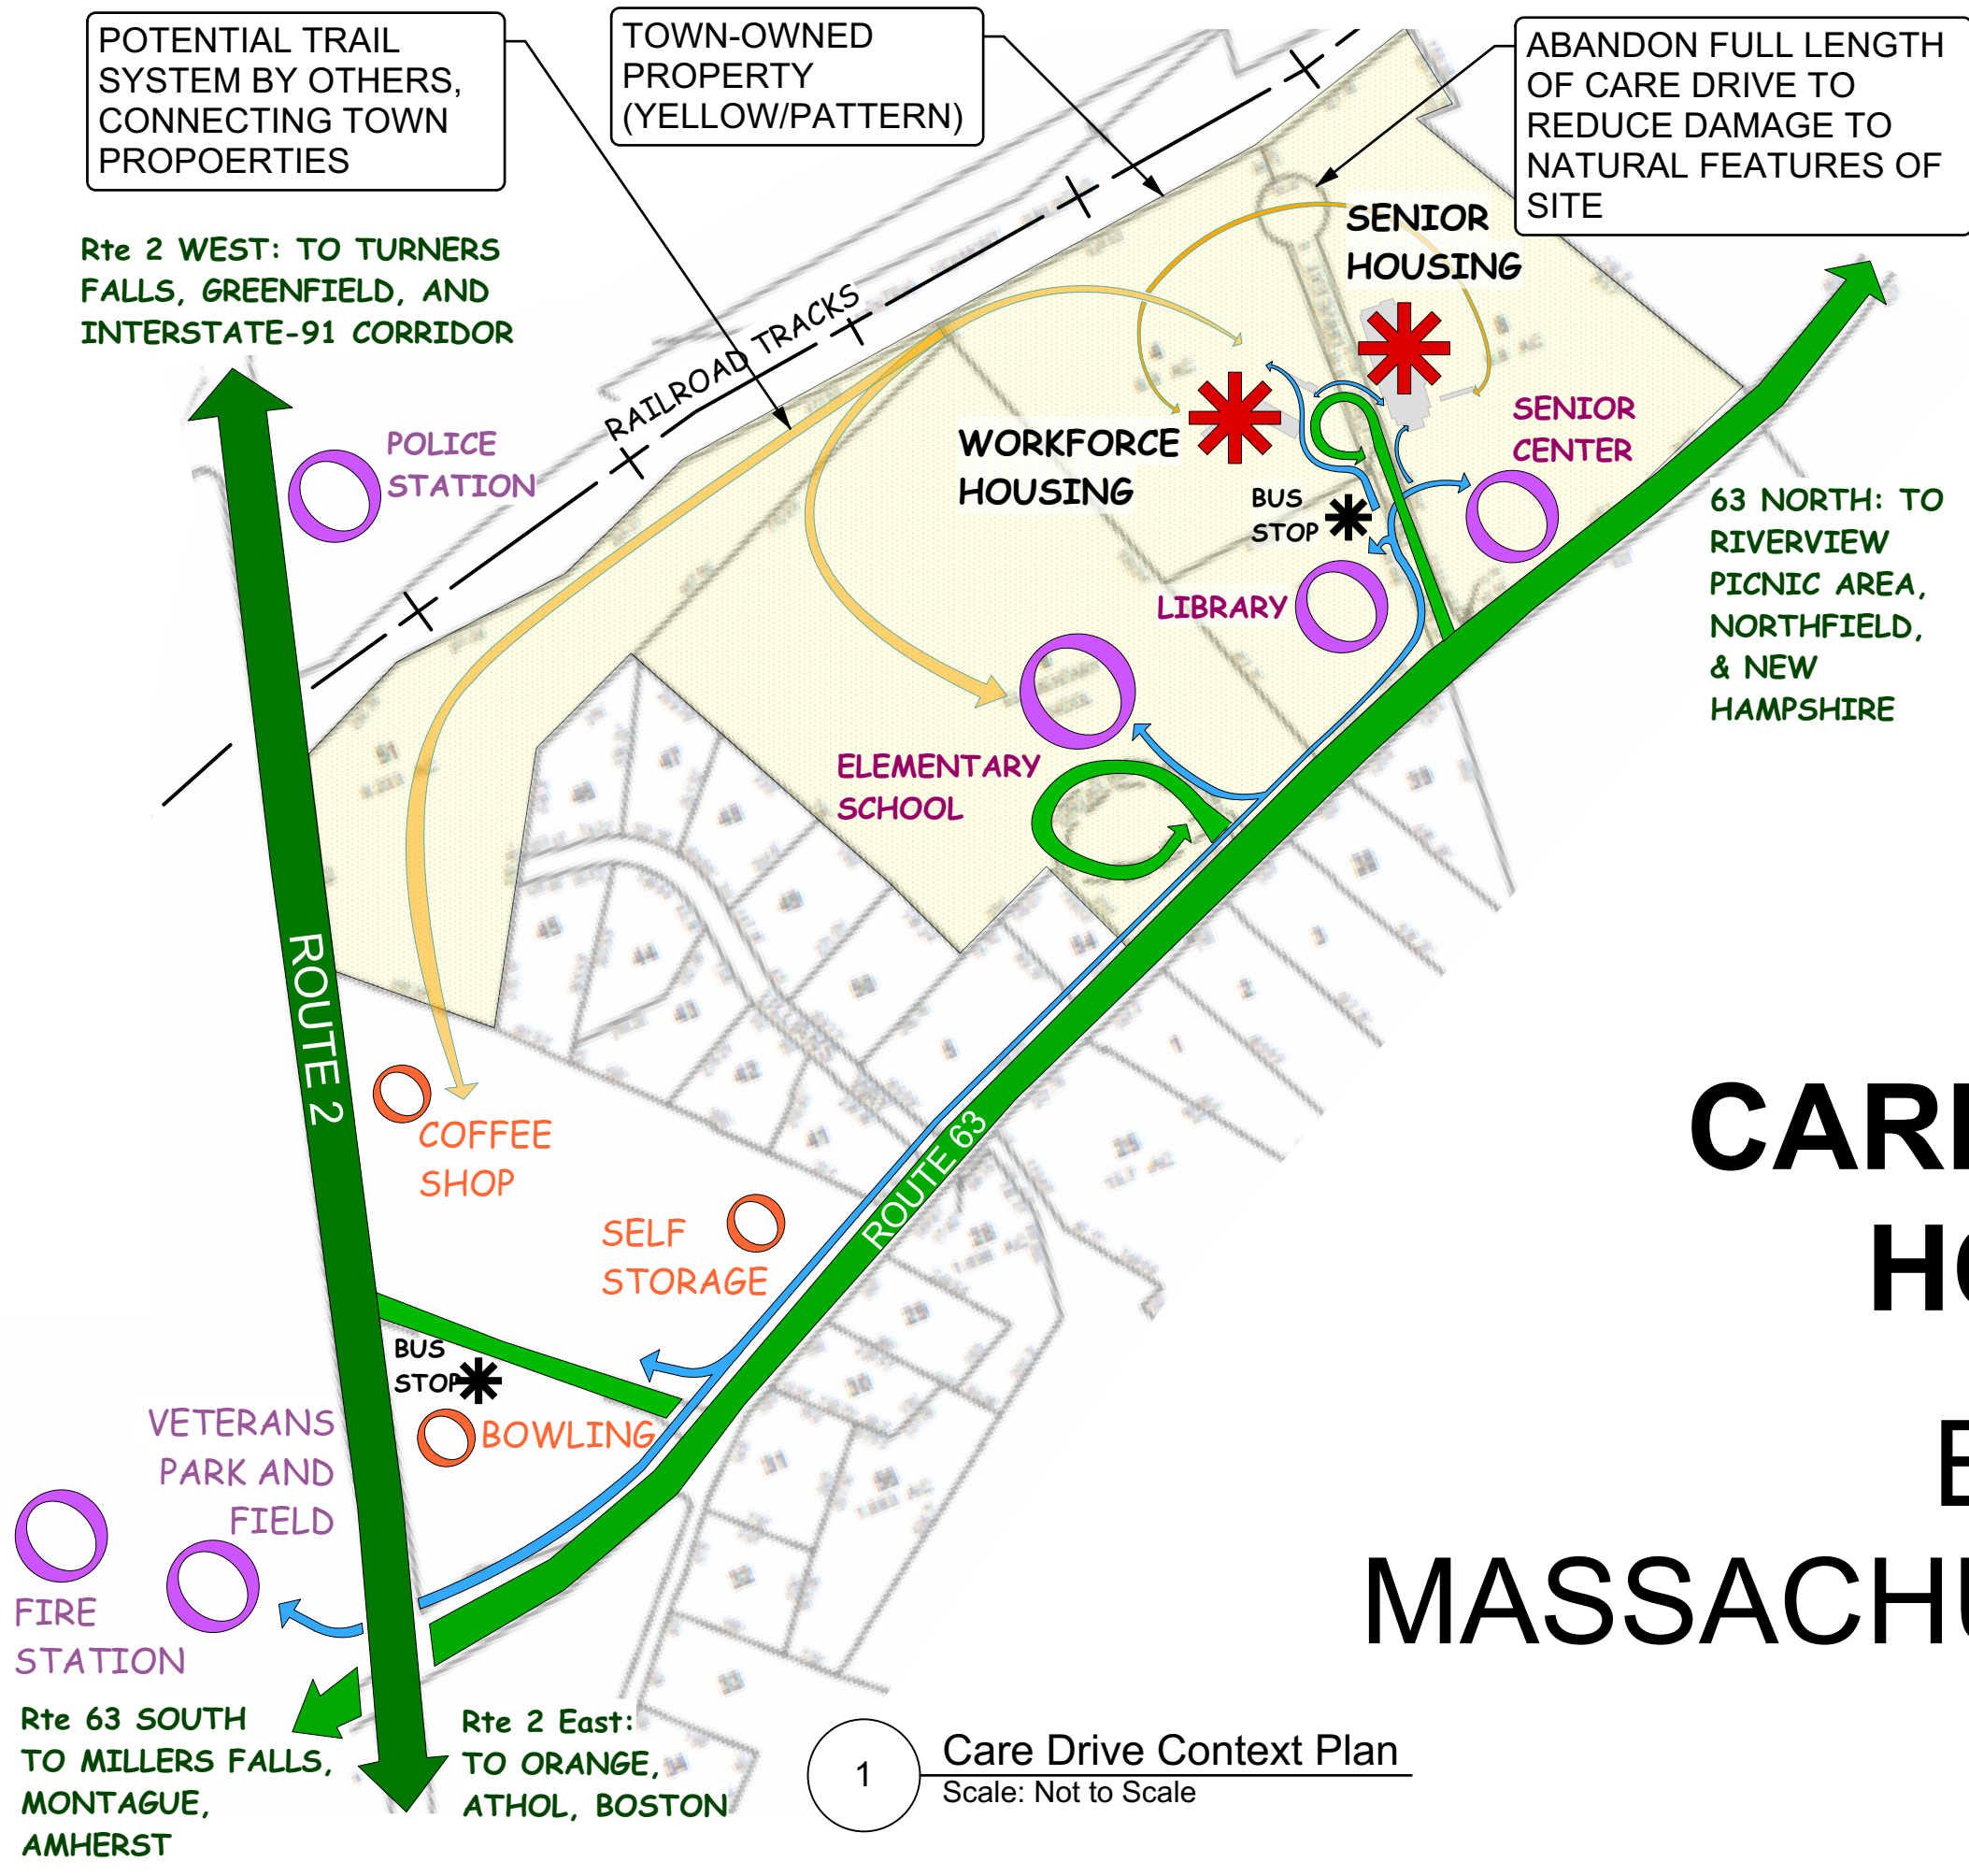 POTENTIAL TRAIL
SYSTEM BY OTHERS,
CONNECTING TOWN
PROPOERTIES
TOWN-OWNED
PROPERTY
(YELLOW/PATTERN)
ABANDON FULL LENGTH
OF CARE DRIVE TO
REDUCE DAMAGE TO
NATURAL FEATURES OF
SITE
Rte 2 WEST: TO TURNERS
FALLS, GREENFIELD, AND
INTERSTATE-91 CORRIDOR
RAILROAD TRACKS
SENIOR
HOUSING
POLICE
STATION
WORKFORCE
HOUSING
SENIOR
CENTER
BUS
STOP
63 NORTH: TO
RIVERVIEW
PICNIC AREA,
NORTHFIELD,
& NEW
HAMPSHIRE
LIBRARY
ELEMENTARY
SCHOOL
ROUTE 2
COFFEE
SHOP
ROUTE 63
SELF
STORAGE
BUS
STOP
BOWLING
VETERANS
PARK AND
FIELD
FIRE
STATION
Rte 63 SOUTH
TO MILLERS FALLS,
MONTAGUE,
AMHERST
Rte 2 East:
TO ORANGE,
ATHOL, BOSTON
1
Care Drive Context Plan
Scale: Not to Scale
CAR
HO
E
MASSACHU